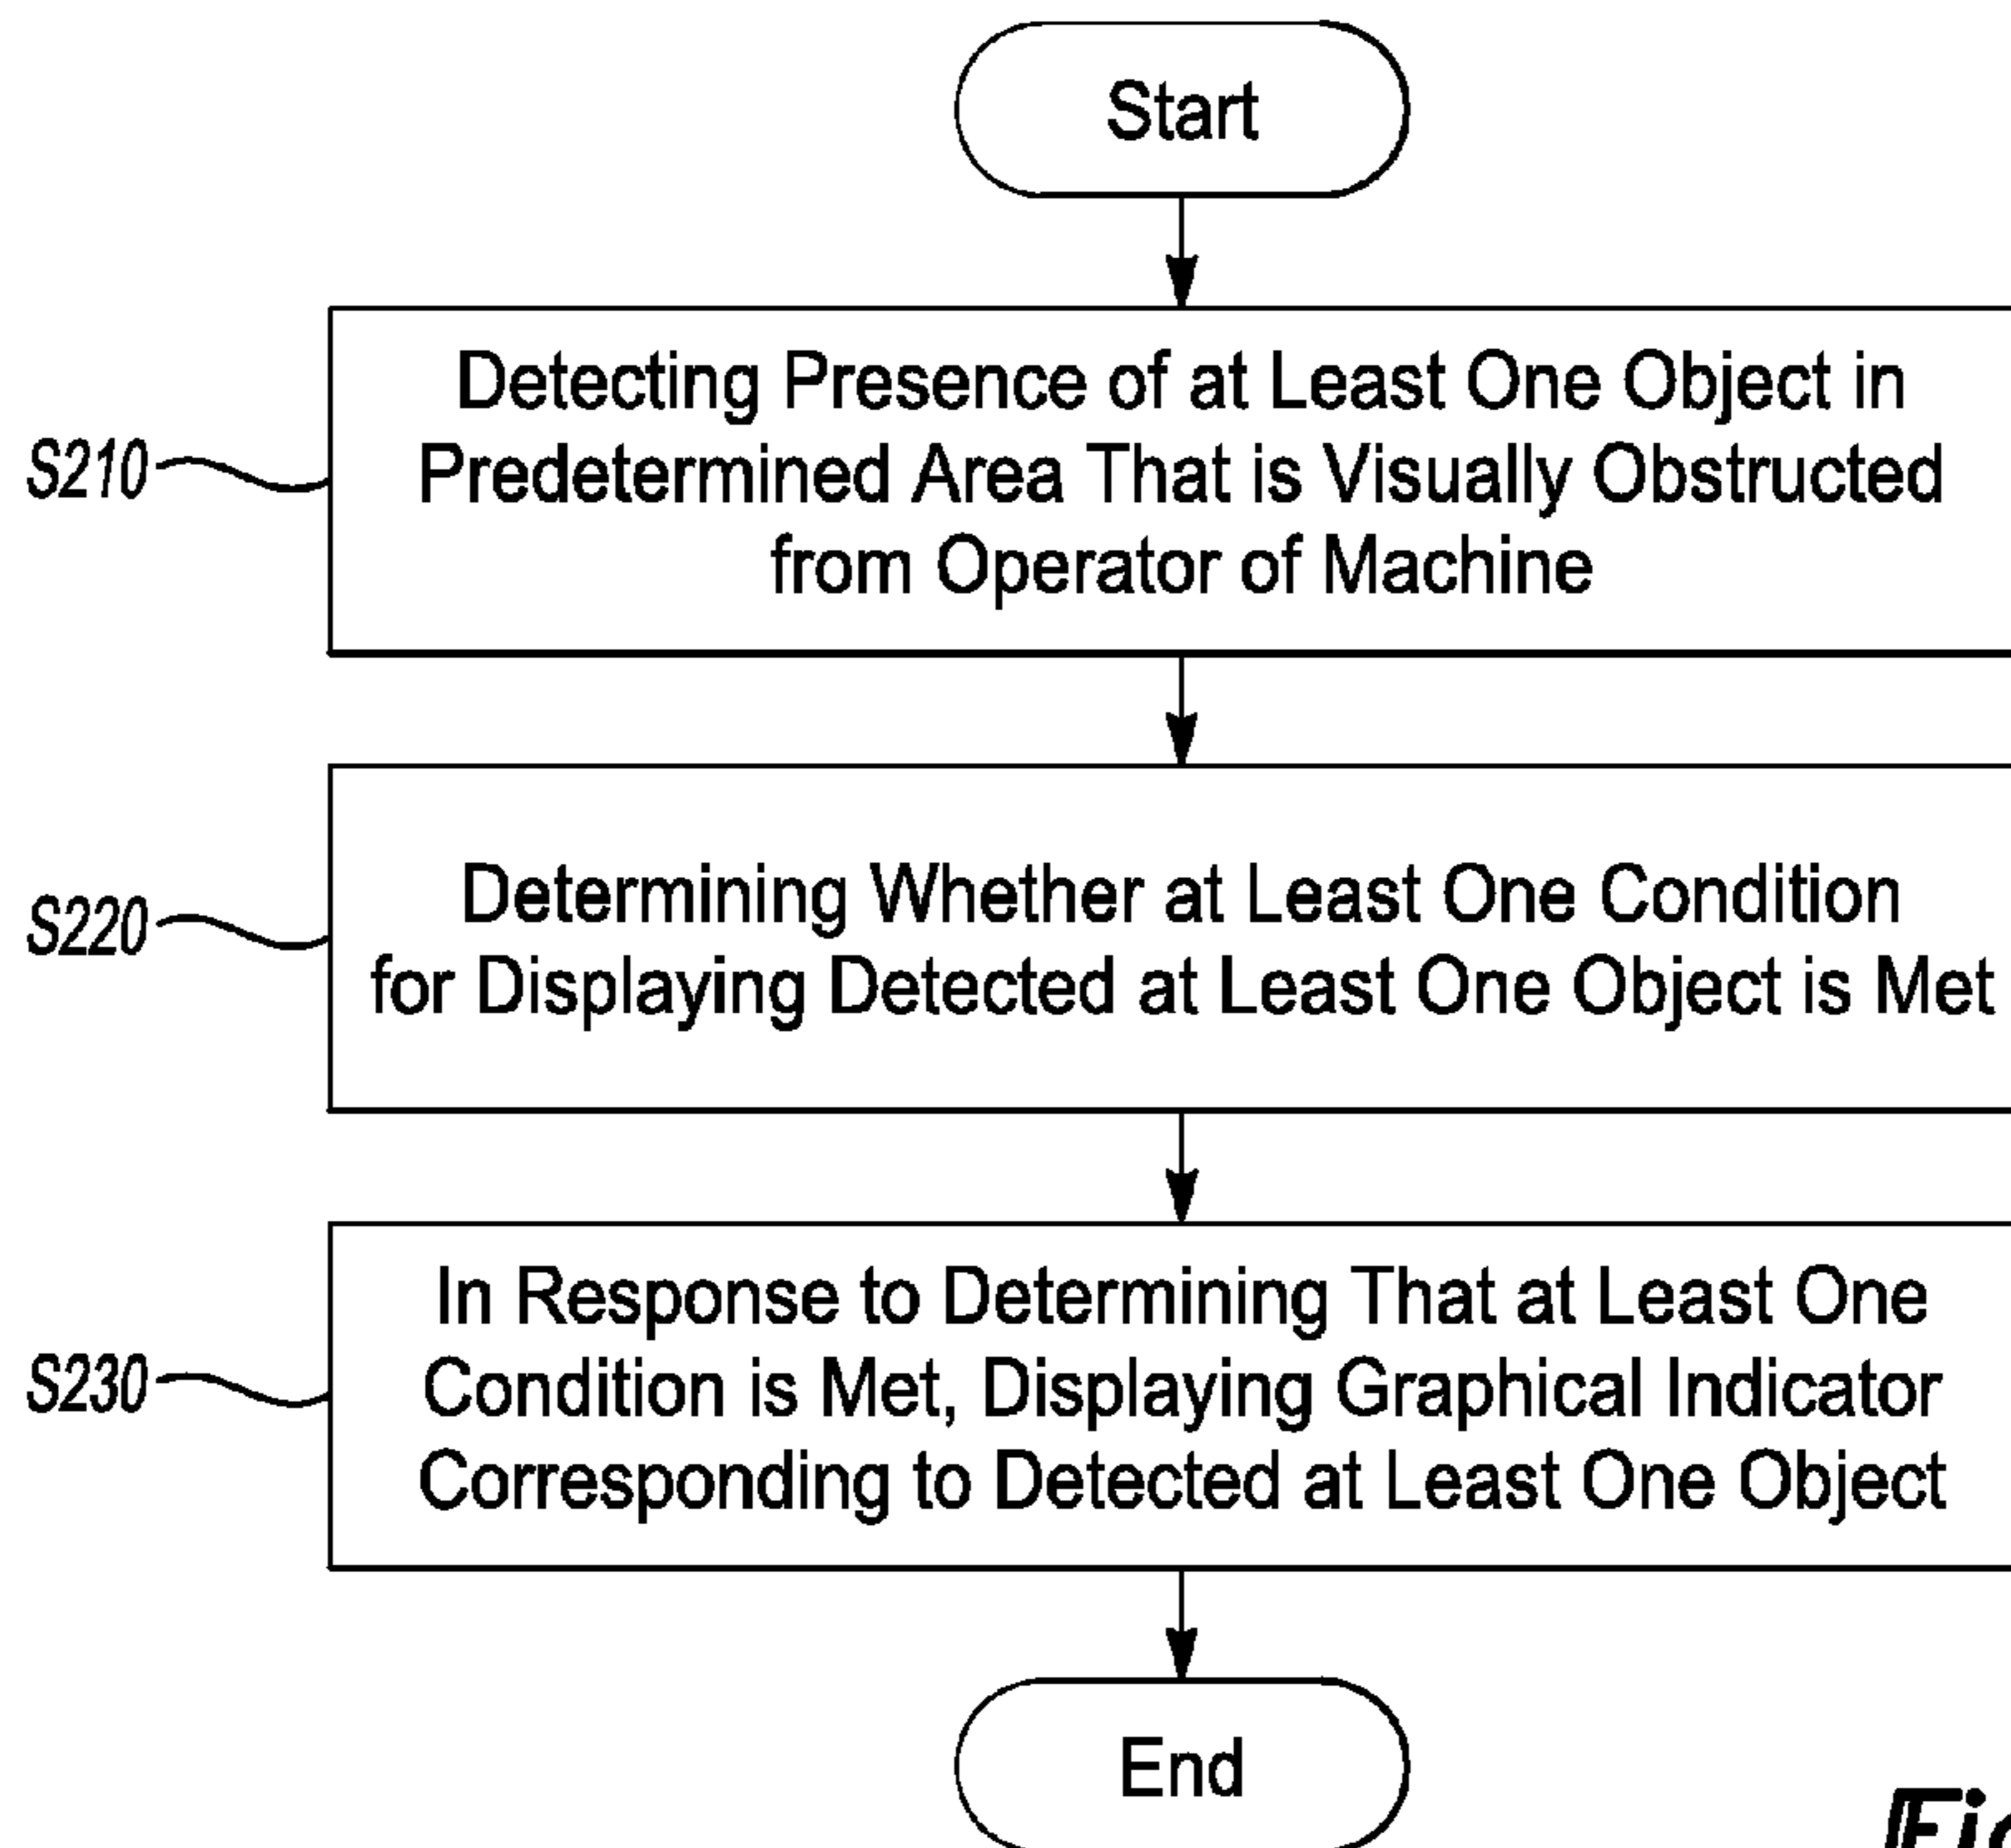 Start
Detecting Presence of at Least One Object in
Predetermined Area That is Visually Obstructed
from Operator of Machine
S210
Determining Whether at Least One Condition
for Displaying Detected at Least One Object is Met
S220
In Response to Determining That at Least One
Condition is Met, Displaying Graphical Indicator
Corresponding to Detected at Least One Object
S230
End